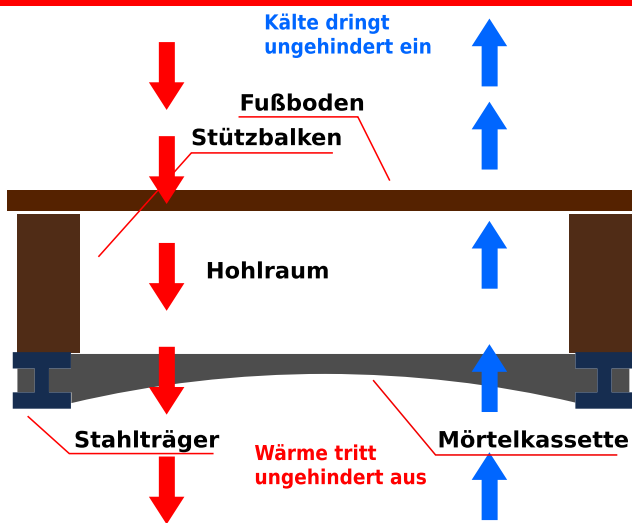 Kälte dringt
ungehindert ein
Fußboden
Stützbalken
Hohlraum
Stahlträger
Mörtelkassette
Wärme tritt
ungehindert aus